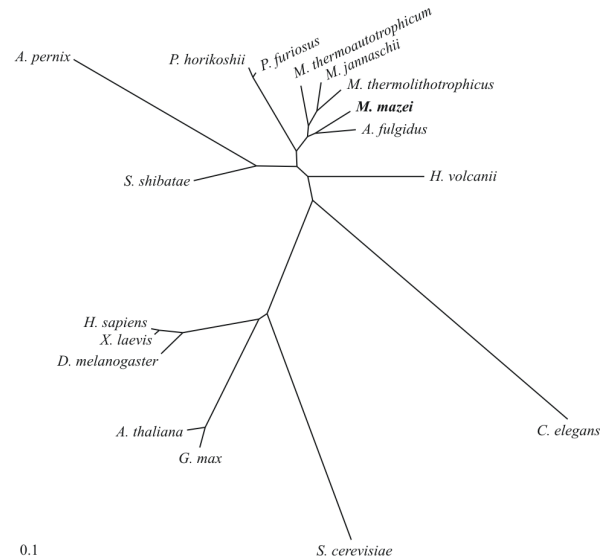 A. pernix
P. horikoshii
P. furiosus
M. thermoautotrophicum
M. jannaschii
M. thermolithotrophicus
M. mazei
A. fulgidus
S. shibatae
H. volcanii
H. sapiens
X. laevis
D. melanogaster
A. thaliana
G. max
C. elegans
S. cerevisiae
0.1